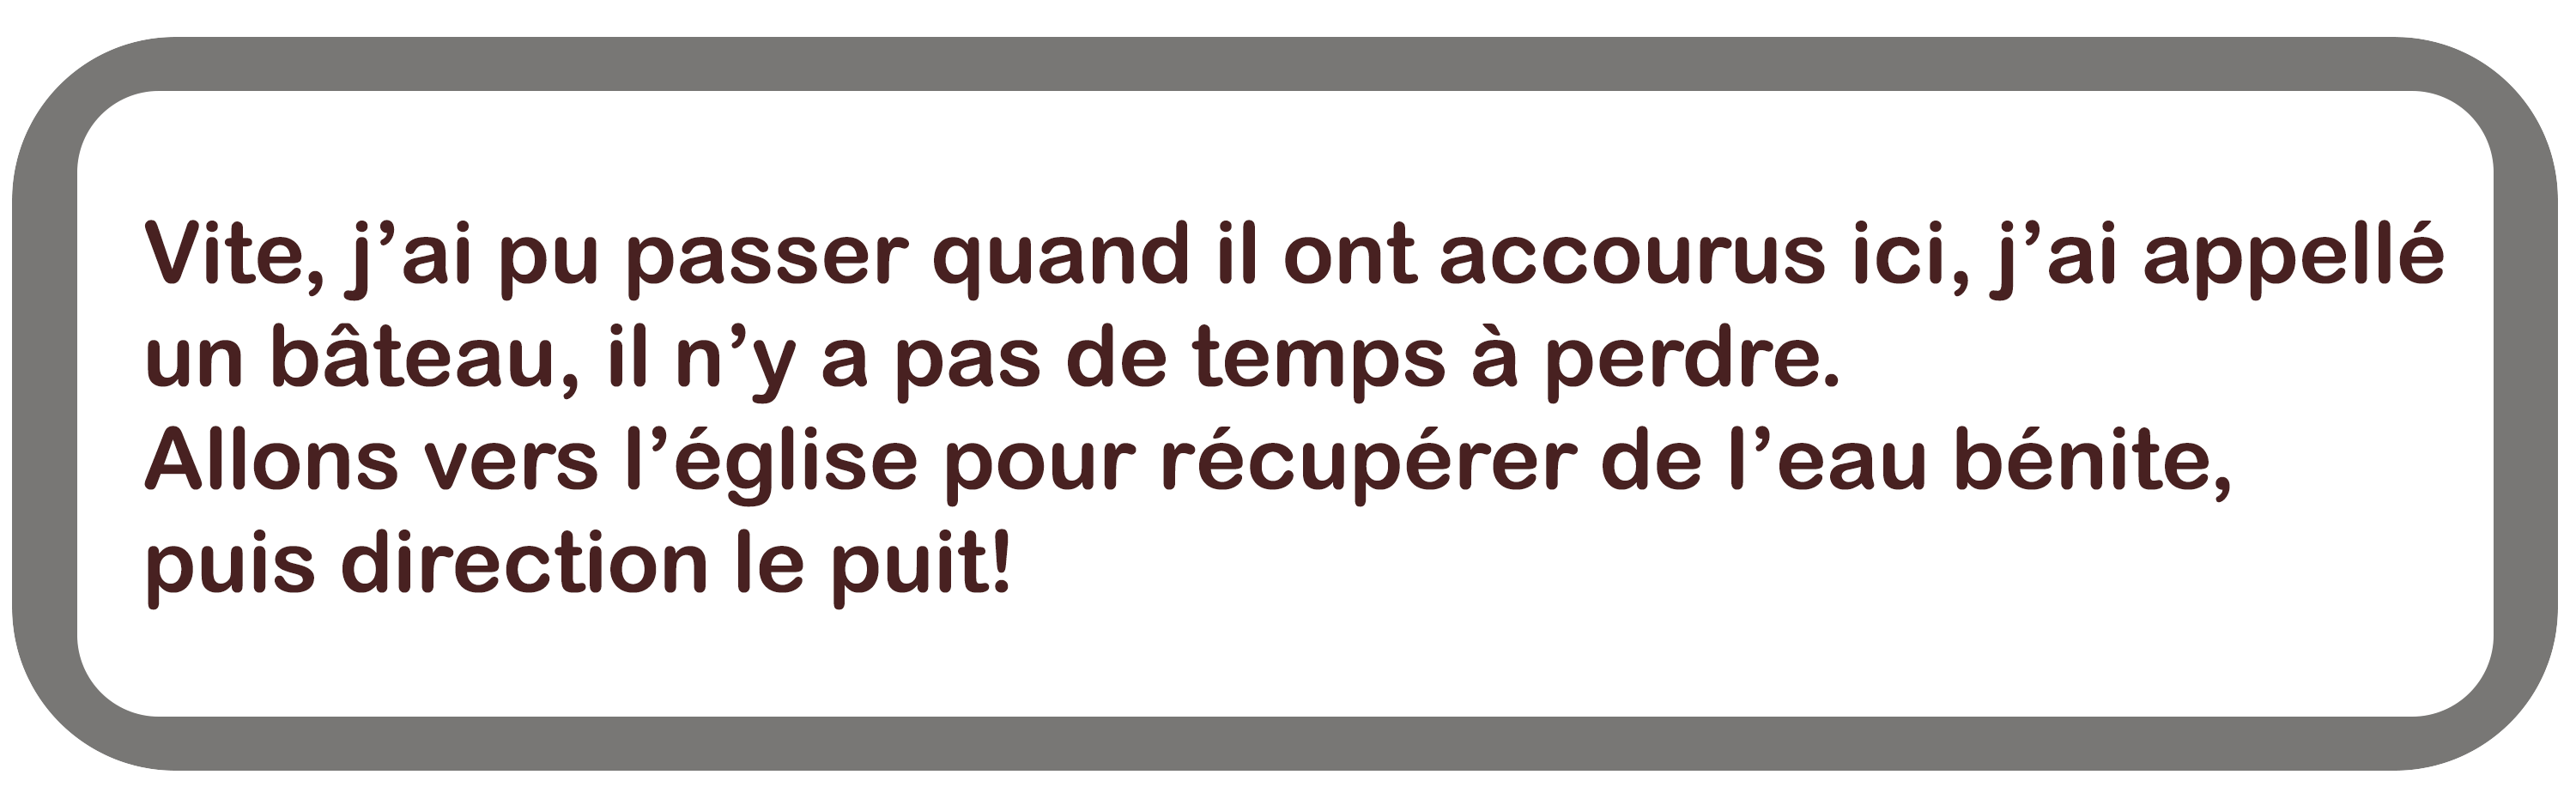 Vite, j’ai pu passer quand il ont accourus ici, j’ai appellé
un bâteau, il n’y a pas de temps à perdre.
Allons vers l’église pour récupérer de l’eau bénite,
puis direction le puit!